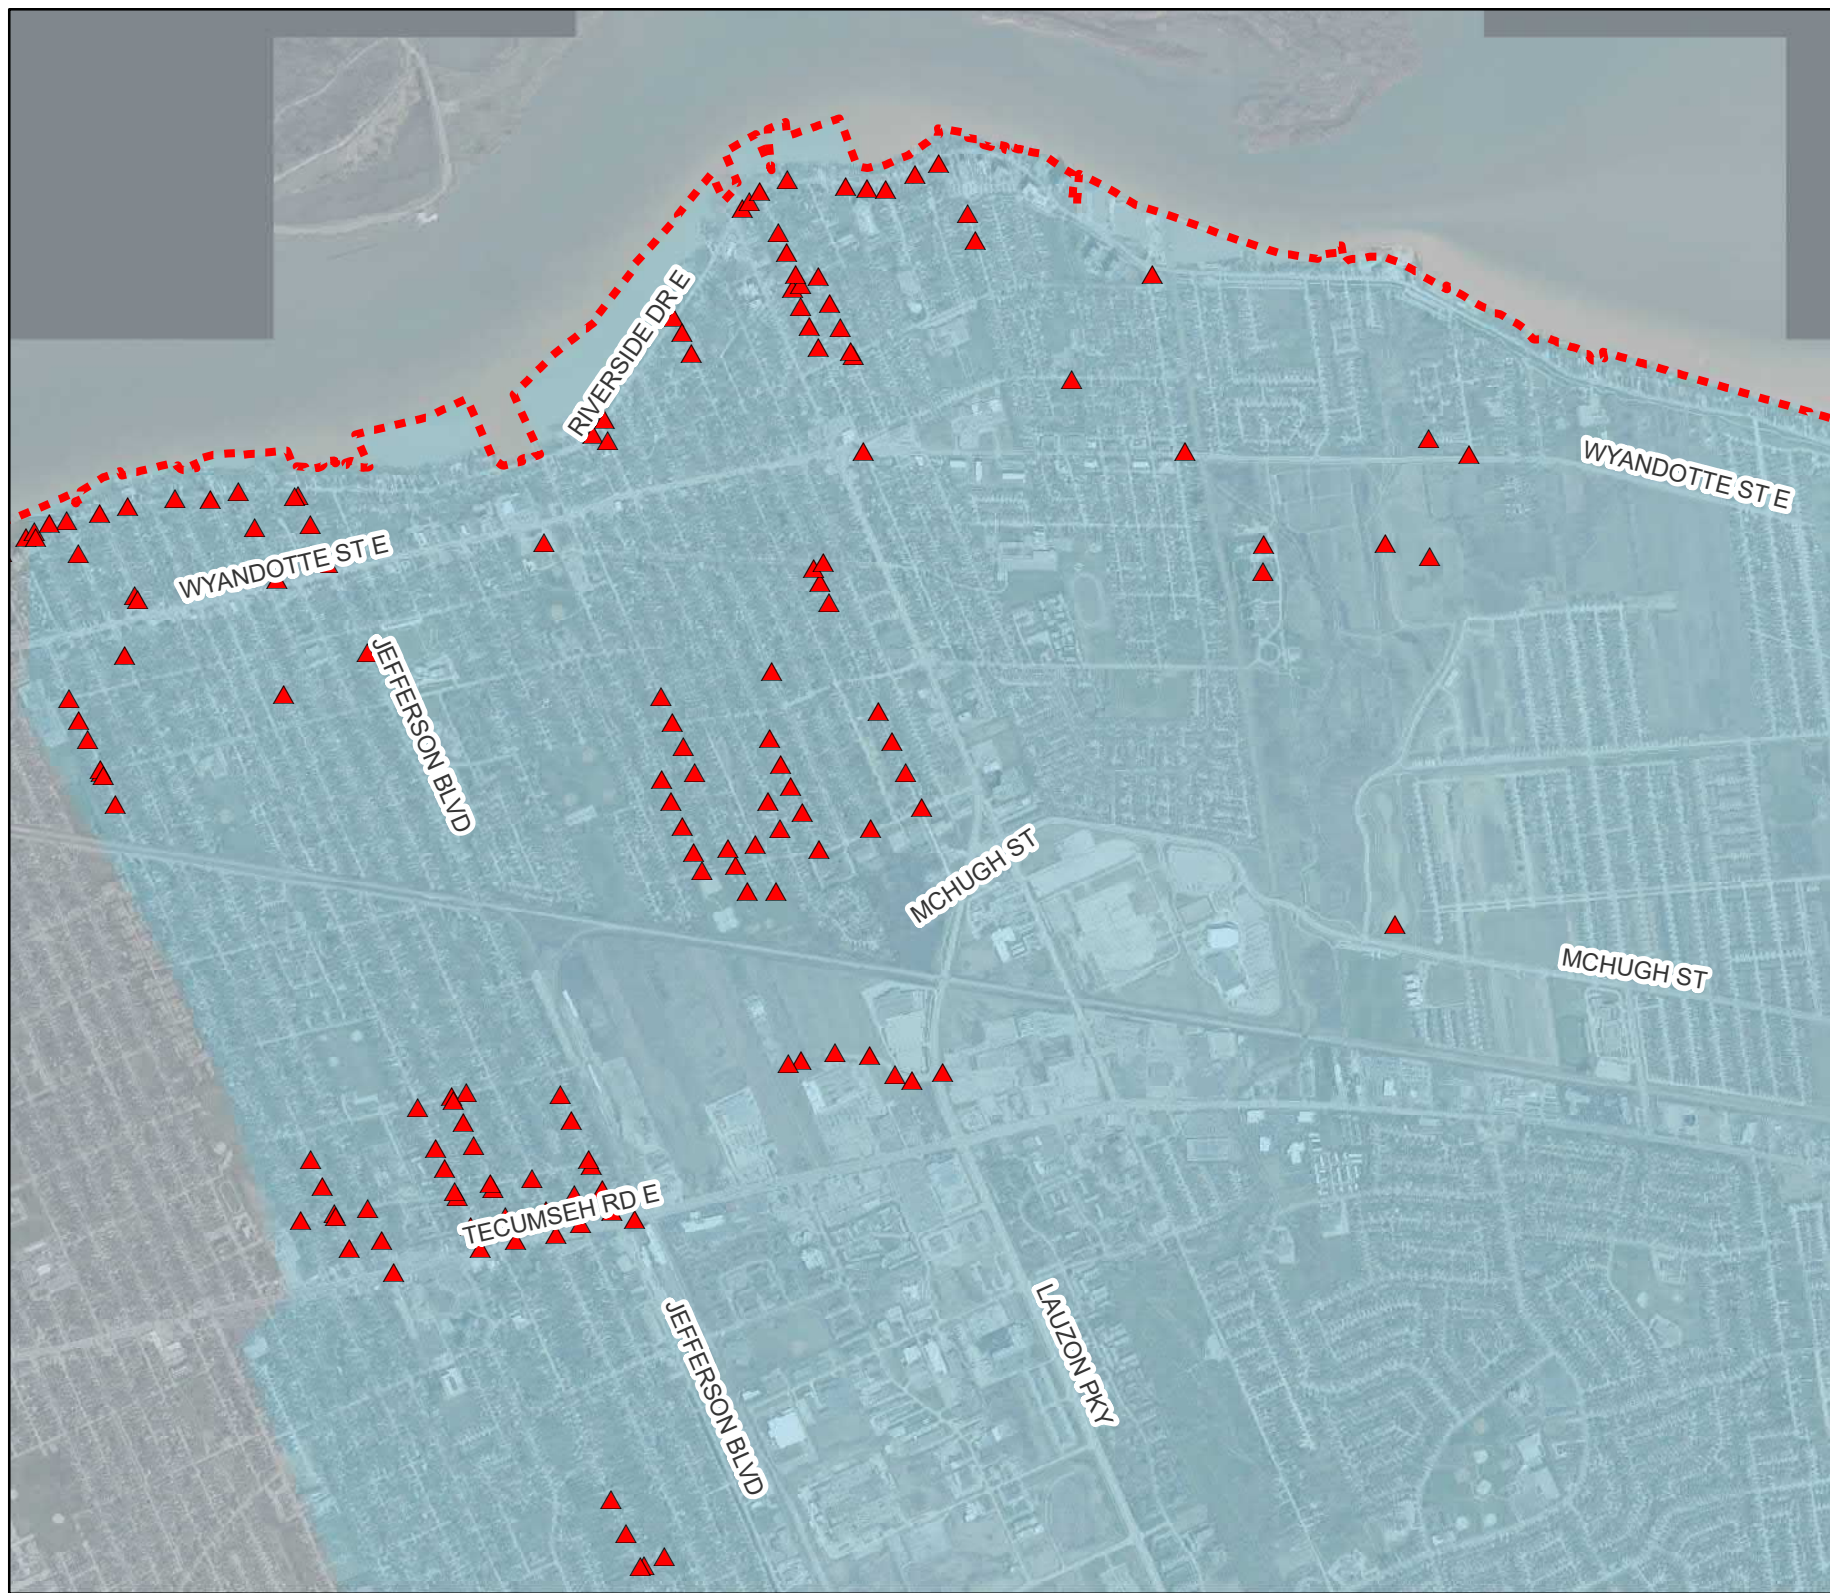 RIVERSIDE DR E
WYANDOTTE ST E
WYANDOTTE ST E
JEFFERSON BLVD
MCHUGH ST
MCHUGH ST
TECUMSEH RD E
LAUZON PKY
JEFFERSON BLVD